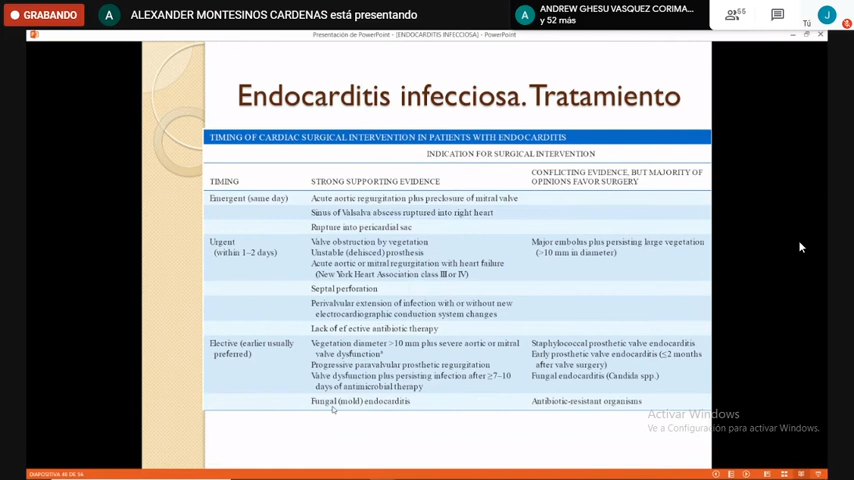 GRABANDO
A
ALEXANDER MONTESINOS CARDENAS está presentando
A
ANDREW GHESU VASQUEZ CORIMA...
y 52 más
65
J
Tú
Presentación de PowerPoint - [ENDOCARDITIS INFECCIOSA] - PowerPoint
Endocarditis infecciosa. Tratamiento
TIMING OF CARDIAC SURGICAL INTERVENTION IN PATIENTS WITH ENDOCARDITIS
INDICATION FOR SURGICAL INTERVENTION
TIMING
STRONG SUPPORTING EVIDENCE
CONFLICTING EVIDENCE, BUT MAJORITY OF
OPINIONS FAVOR SURGERY
Emergent (same day)
Acute aortic regurgitation plus preclosure of mitral valve
Sinus of Valsalva abscess ruptured into right heart
Rupture into pericardial sac
Urgent
(within 1–2 days)
Valve obstruction by vegetation
Unstable (dehisced) prosthesis
Acute aortic or mitral regurgitation with heart failure
(New York Heart Association class III or IV)
Major embolus plus persisting large vegetation
(>10 mm in diameter)
Septal perforation
Perivalvular extension of infection with or without new
electrocardiographic conduction system changes
Lack of ef ective antibiotic therapy
Elective (earlier usually
preferred)
Vegetation diameter >10 mm plus severe aortic or mitral
valve dysfunction
Progressive paravalvular prosthetic regurgitation
Valve dysfunction plus persisting infection after ≥7–10
days of antimicrobial therapy
Staphylococcal prosthetic valve endocarditis
Early prosthetic valve endocarditis (≤2 months
after valve surgery)
Fungal endocarditis (Candida spp.)
Fungal (mold) endocarditis
Antibiotic-resistant organisms
Activar Windows
Ve a Configuración para activar Windows.
DIAPOSITIVA 48 DE 56